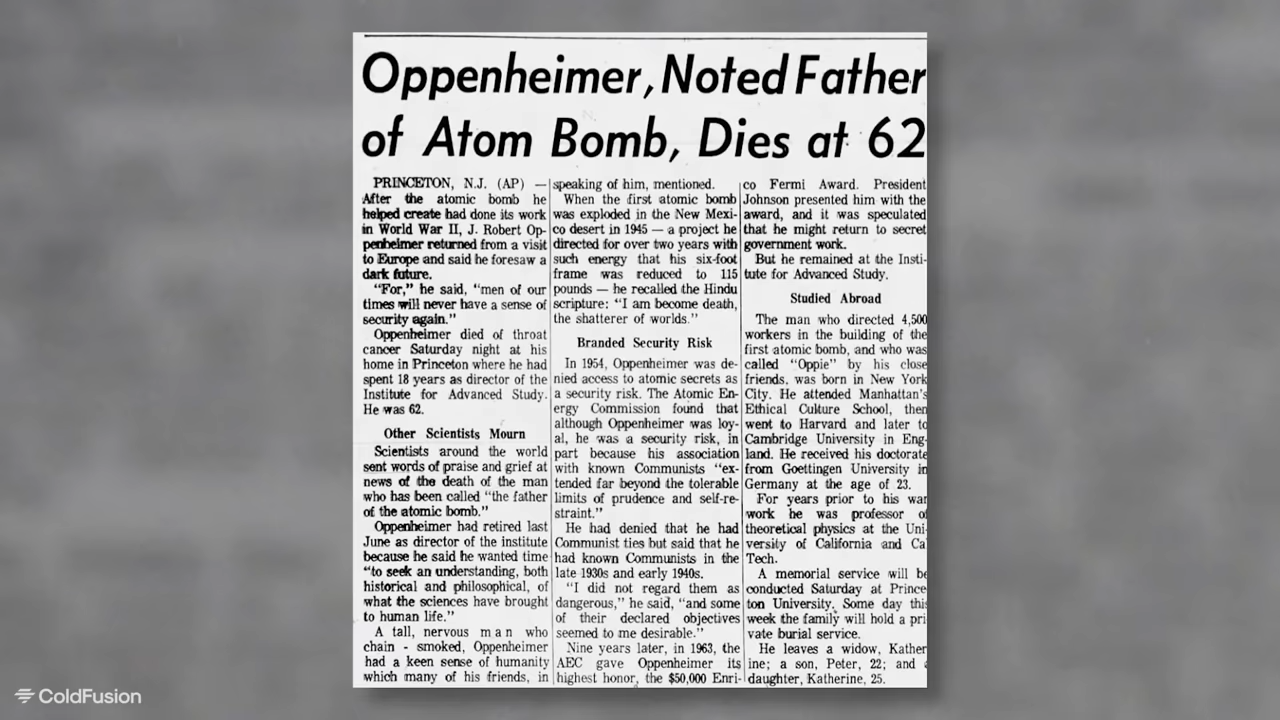 Oppenheimer, Noted Father
of Atom Bomb, Dies at 62
PRINCETON, N.J. (AP) —
After the atomic bomb he
helped create had done its work
in World War II, J. Robert Op-
penheimer returned from a visit
to Europe and said he foresaw a
dark future.
"For," he said, "men of our
times will never have a sense of
security again."
Oppenheimer died of throat
cancer Saturday night at his
home in Princeton where he had
spent 18 years as director of the
Institute for Advanced Study.
He was 62.
Other Scientists Mourn
Scientists around the world
sent words of praise and grief at
news of the death of the man
who has been called "the father
of the atomic bomb."
Oppenheimer had retired last
June as director of the institute
because he said he wanted time
"to seek an understanding, both
historical and philosophical, of
what the sciences have brought
to human life."
A tall, nervous man who
chain - smoked, Oppenheimer
had a keen sense of humanity
which many of his friends, in
speaking of him, mentioned.
When the first atomic bomb
was exploded in the New Mexi-
co desert in 1945 — a project he
directed for over two years with
such energy that his six-foot
frame was reduced to 115
pounds — he recalled the Hindu
scripture: "I am become death,
the shatterer of worlds."
Branded Security Risk
In 1954, Oppenheimer was de-
nied access to atomic secrets as
a security risk. The Atomic En-
ergy Commission found that
although Oppenheimer was loy-
al, he was a security risk, in
part because his association
with known Communists "ex-
tended far beyond the tolerable
limits of prudence and self-re-
straint."
He had denied that he had
Communist ties but said that he
had known Communists in the
late 1930s and early 1940s.
"I did not regard them as
dangerous," he said, "and some
of their declared objectives
seemed to me desirable."
Nine years later, in 1963, the
AEC gave Oppenheimer its
highest honor, the $50,000 Enri-
co Fermi Award. President
Johnson presented him with the
award, and it was speculated
that he might return to secret
government work.
But he remained at the Insti-
tute for Advanced Study.
Studied Abroad
The man who directed 4,500
workers in the building of the
first atomic bomb, and who was
called "Oppie" by his close
friends, was born in New York
City. He attended Manhattan's
Ethical Culture School, then
went to Harvard and later to
Cambridge University in Eng-
land. He received his doctorate
from Goettingen University in
Germany at the age of 23.
For years prior to his war
work he was professor of
theoretical physics at the Uni-
versity of California and Cal
Tech.
A memorial service will be
conducted Saturday at Prince
ton University. Some day this
week the family will hold a pri
vate burial service.
He leaves a widow, Kather
ine; a son, Peter, 22; and a
daughter, Katherine, 25.
ColdFusion